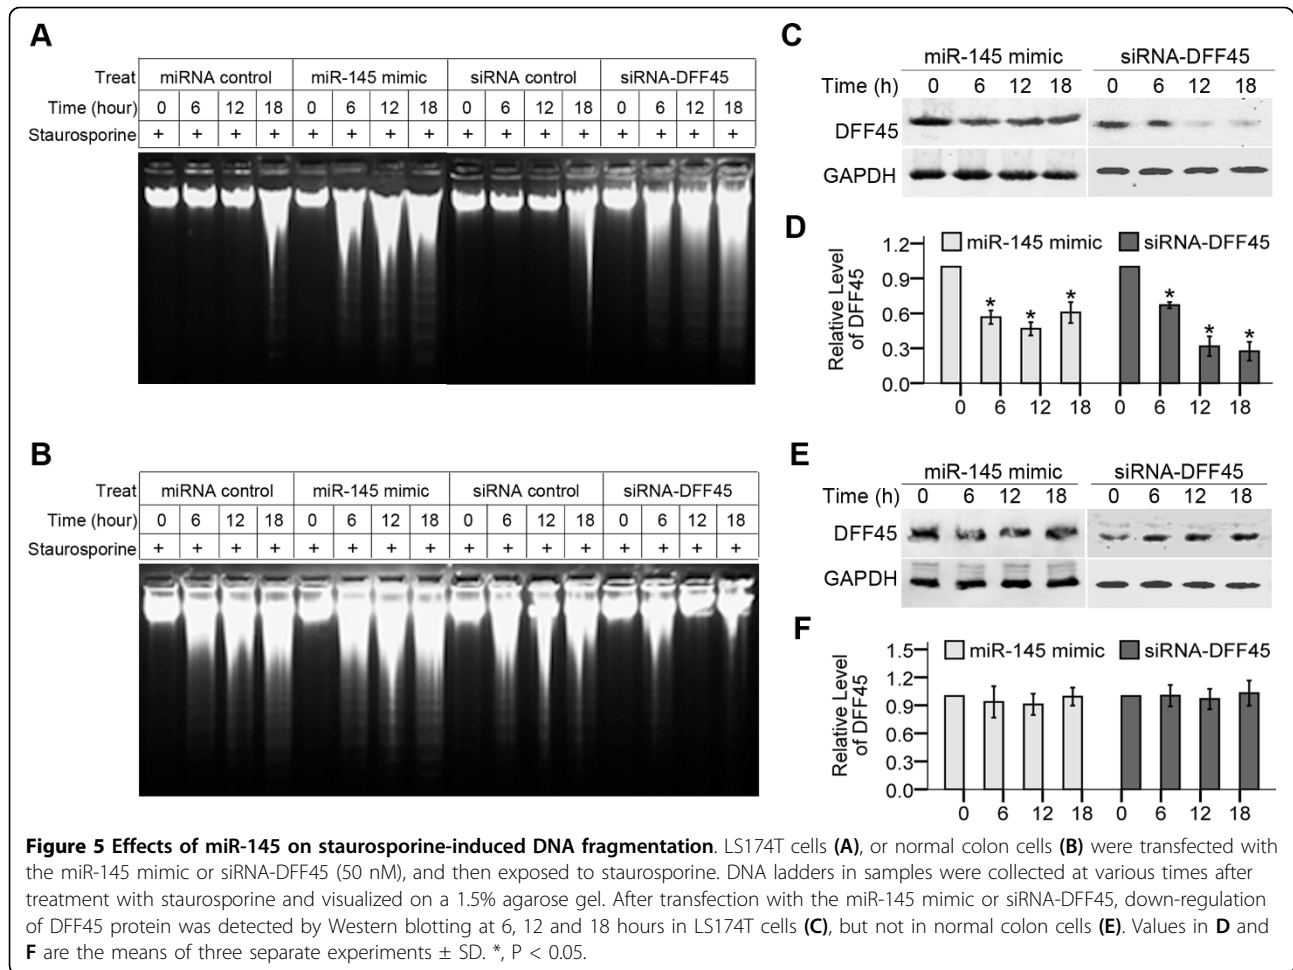 A
Treat miRNA control miR-145 mimic siRNA control siRNA-DFF45
Time (hour) 0 6 12 18 0 6 12 18 0 6 12 18 0 6 12 18
Staurosporine + + + + + + + + + + + + + + + +
B
Treat miRNA control miR-145 mimic siRNA control siRNA-DFF45
Time (hour) 0 6 12 18 0 6 12 18 0 6 12 18 0 6 12 18
Staurosporine + + + + + + + + + + + + + + + +
C
miR-145 mimic siRNA-DFF45
Time (h) 0 6 12 18 0 6 12 18
DFF45
GAPDH
D
miR-145 mimic siRNA-DFF45
Relative Level
of DFF45
1.2
0.9
0.6
0.3
0.0
* * * * * *
0 6 12 18 0 6 12 18
E
miR-145 mimic siRNA-DFF45
Time (h) 0 6 12 18 0 6 12 18
DFF45
GAPDH
F
miR-145 mimic siRNA-DFF45
Relative Level
of DFF45
1.5
1.2
0.9
0.6
0.3
0.0
0 6 12 18 0 6 12 18
Figure 5 Effects of miR-145 on staurosporine-induced DNA fragmentation. LS174T cells (A), or normal colon cells (B) were transfected with
the miR-145 mimic or siRNA-DFF45 (50 nM), and then exposed to staurosporine. DNA ladders in samples were collected at various times after
treatment with staurosporine and visualized on a 1.5% agarose gel. After transfection with the miR-145 mimic or siRNA-DFF45, down-regulation
of DFF45 protein was detected by Western blotting at 6, 12 and 18 hours in LS174T cells (C), but not in normal colon cells (E). Values in D and
F are the means of three separate experiments ± SD. *, P < 0.05.